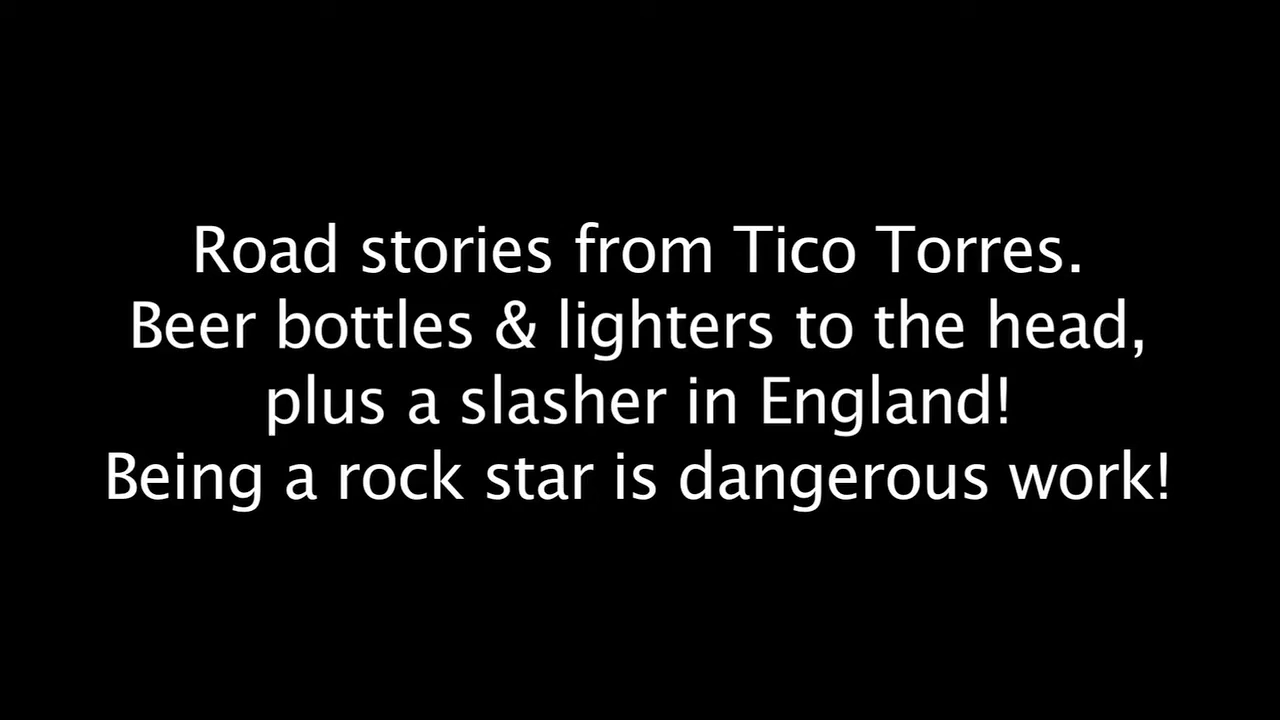 Road stories from Tico Torres.
Beer bottles & lighters to the head,
plus a slasher in England!
Being a rock star is dangerous work!